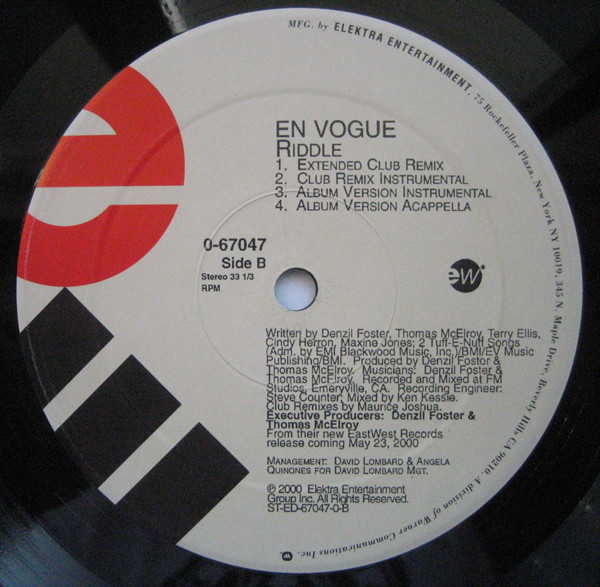 MFG. by ELEKTRA ENTERTAINMENT, 75 Rockefeller Plaza, New York NY 10019, 345 N. Maple Drive, Beverly Hills CA 90210. A division of Warner Communications Inc.
e
EN VOGUE
RIDDLE
1. EXTENDED CLUB REMIX
2. CLUB REMIX INSTRUMENTAL
3. ALBUM VERSION INSTRUMENTAL
4. ALBUM VERSION ACAPPELLA
0-67047
Side B
Stereo 33 1/3
RPM
ew
Written by Denzil Foster, Thomas McElroy, Terry Ellis,
Cindy Herron, Maxine Jones; 2 Tuff-E-Nuff Songs
(Adm. by EMI Blackwood Music, Inc.)/BMI/EV Music
Publishing/BMI. Produced by Denzil Foster &
Thomas McElroy. Musicians: Denzil Foster &
Thomas McElroy. Recorded and Mixed at FM
Studios, Emeryville, CA. Recording Engineer:
Steve Counter; Mixed by Ken Kessie.
Club Remixes by Maurice Joshua.
Executive Producers: Denzil Foster &
Thomas McElroy
From their new EastWest Records
release coming May 23, 2000
MANAGEMENT: DAVID LOMBARD & ANGELA
QUINONES FOR DAVID LOMBARD MGT.
℗ 2000 Elektra Entertainment
Group Inc. All Rights Reserved.
ST-ED-67047-0-B